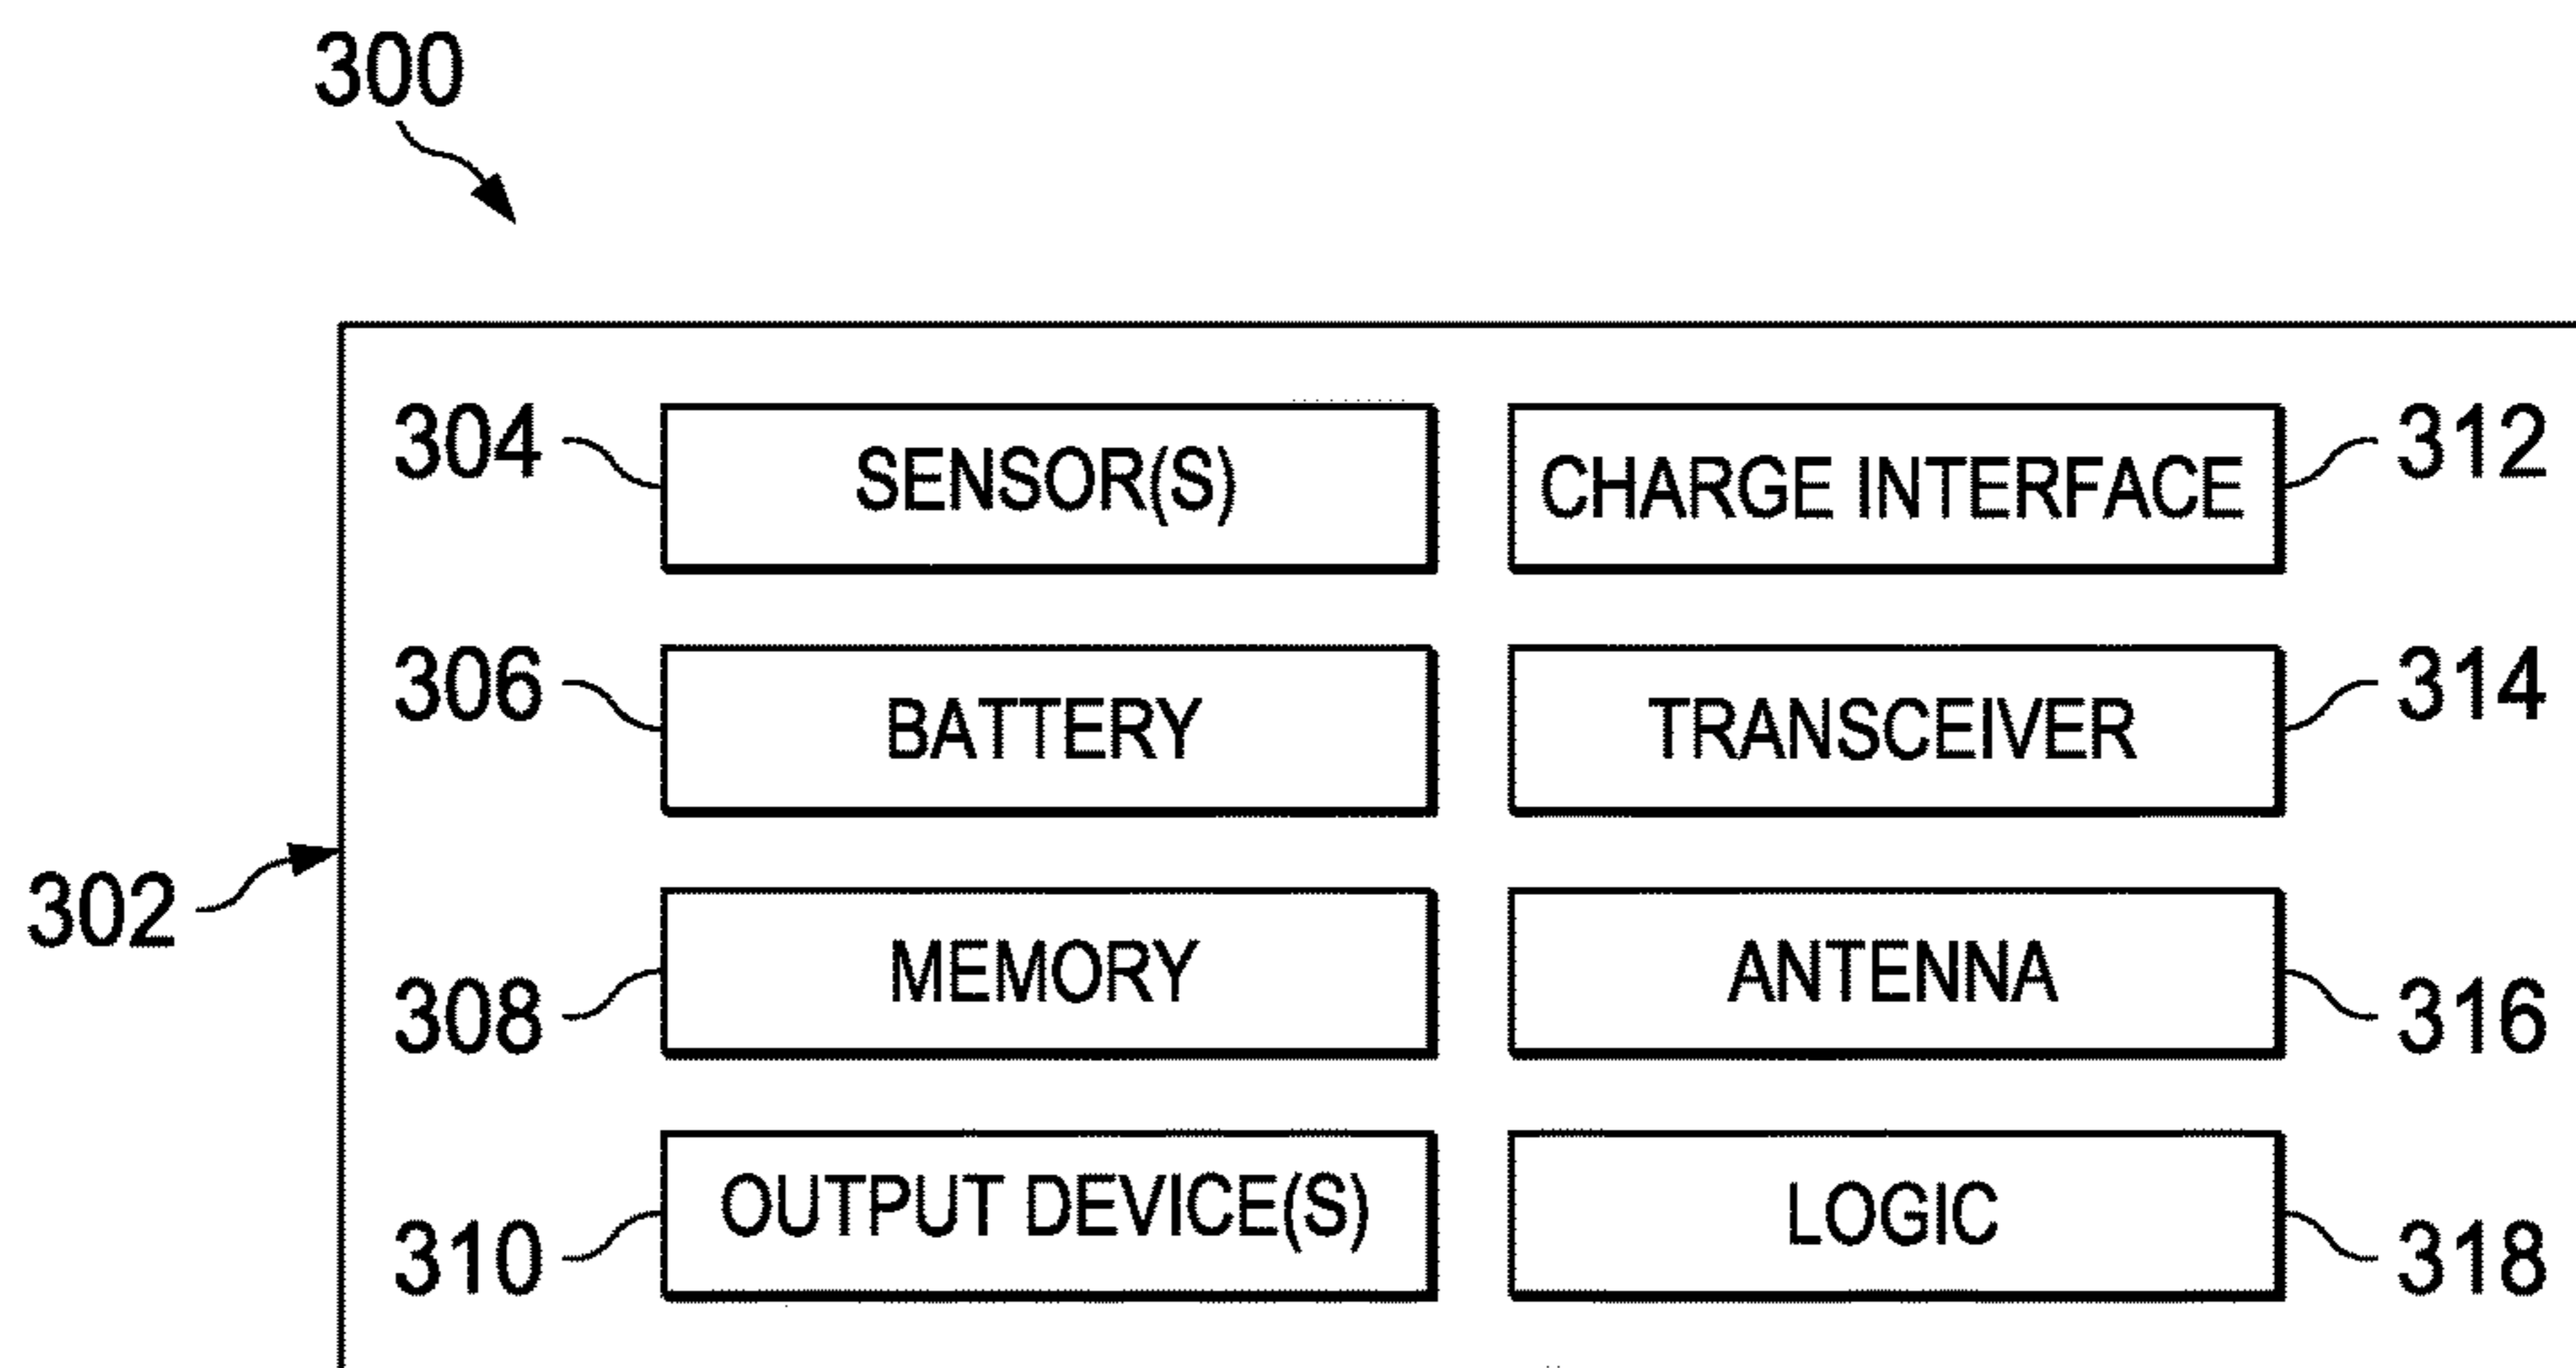 300
304 SENSOR(S) CHARGE INTERFACE 312
306 BATTERY TRANSCEIVER 314
302
308 MEMORY ANTENNA 316
310 OUTPUT DEVICE(S) LOGIC 318